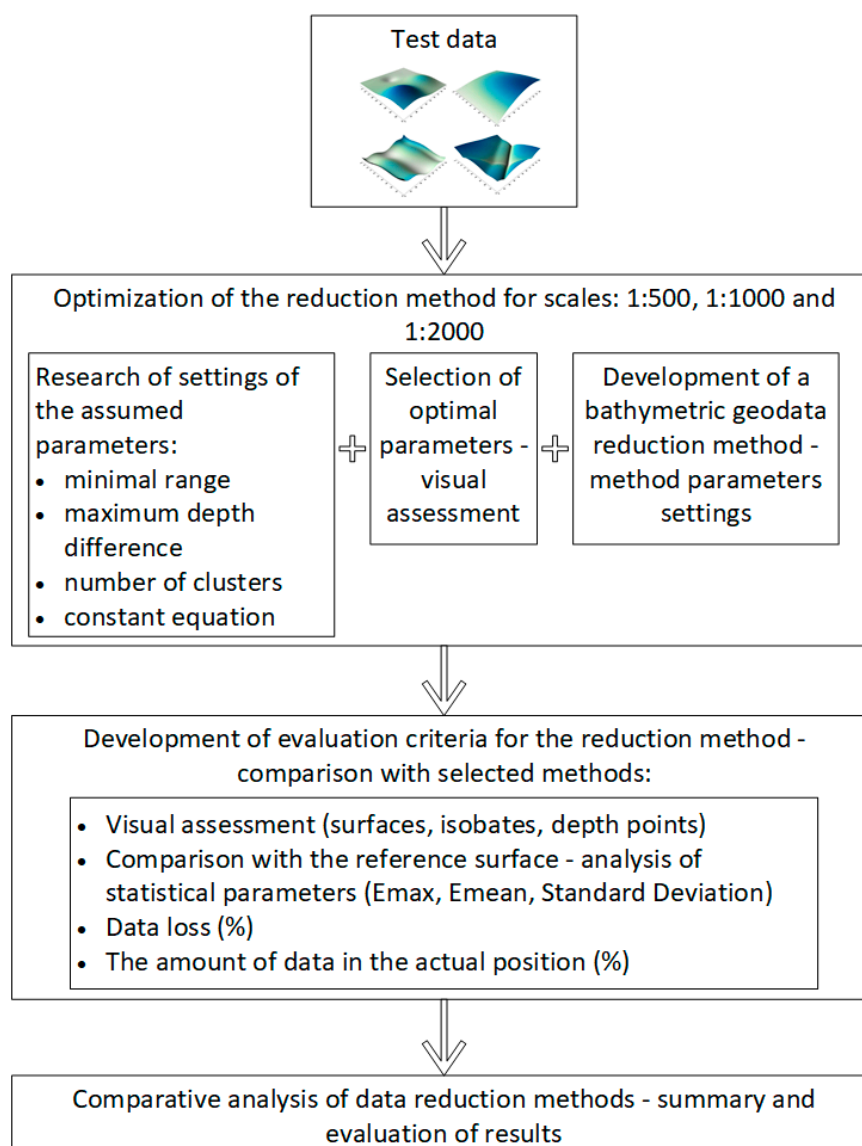 Test data
Optimization of the reduction method for scales: 1:500, 1:1000 and
1:2000
Research of settings of
the assumed
parameters:
• minimal range
• maximum depth
difference
• number of clusters
• constant equation
Selection of
optimal
parameters -
visual
assessment
Development of a
bathymetric geodata
reduction method -
method parameters
settings
Development of evaluation criteria for the reduction method -
comparison with selected methods:
• Visual assessment (surfaces, isobates, depth points)
• Comparison with the reference surface - analysis of
statistical parameters (Emax, Emean, Standard Deviation)
• Data loss (%)
• The amount of data in the actual position (%)
Comparative analysis of data reduction methods - summary and
evaluation of results